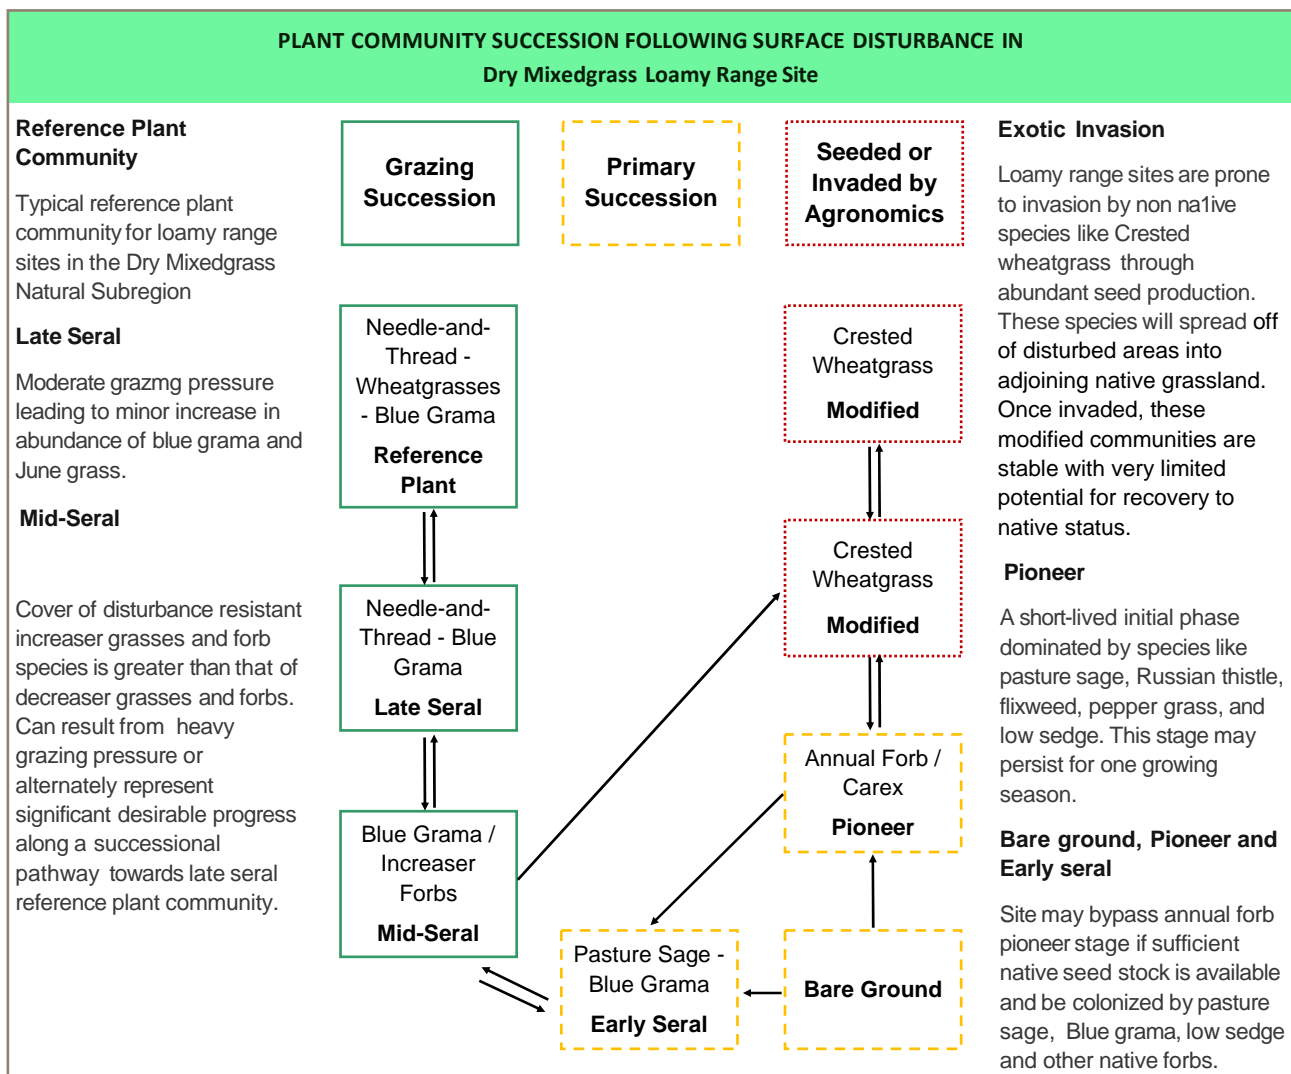 PLANT COMMUNITY SUCCESSION FOLLOWING SURFACE DISTURBANCE IN
Dry Mixedgrass Loamy Range Site
Reference Plant
Community
Typical reference plant
community for loamy range
sites in the Dry Mixedgrass
Natural Subregion
Late Seral
Moderate grazmg pressure
leading to minor increase in
abundance of blue grama and
June grass.
Mid-Seral
Cover of disturbance resistant
increaser grasses and forb
species is greater than that of
decreaser grasses and forbs.
Can result from heavy
grazing pressure or
alternately represent
significant desirable progress
along a successional
pathway towards late seral
reference plant community.
Grazing
Succession
Primary
Succession
Seeded or
Invaded by
Agronomics
Needle-and-
Thread -
Wheatgrasses
- Blue Grama
Reference
Plant
Needle-and-
Thread - Blue
Grama
Late Seral
Blue Grama /
Increaser
Forbs
Mid-Seral
Pasture Sage -
Blue Grama
Early Seral
Crested
Wheatgrass
Modified
Crested
Wheatgrass
Modified
Annual Forb /
Carex
Pioneer
Bare Ground
Exotic Invasion
Loamy range sites are prone
to invasion by non na1ive
species like Crested
wheatgrass through
abundant seed production.
These species will spread off
of disturbed areas into
adjoining native grassland.
Once invaded, these
modified communities are
stable with very limited
potential for recovery to
native status.
Pioneer
A short-lived initial phase
dominated by species like
pasture sage, Russian thistle,
flixweed, pepper grass, and
low sedge. This stage may
persist for one growing
season.
Bare ground, Pioneer and
Early seral
Site may bypass annual forb
pioneer stage if sufficient
native seed stock is available
and be colonized by pasture
sage, Blue grama, low sedge
and other native forbs.